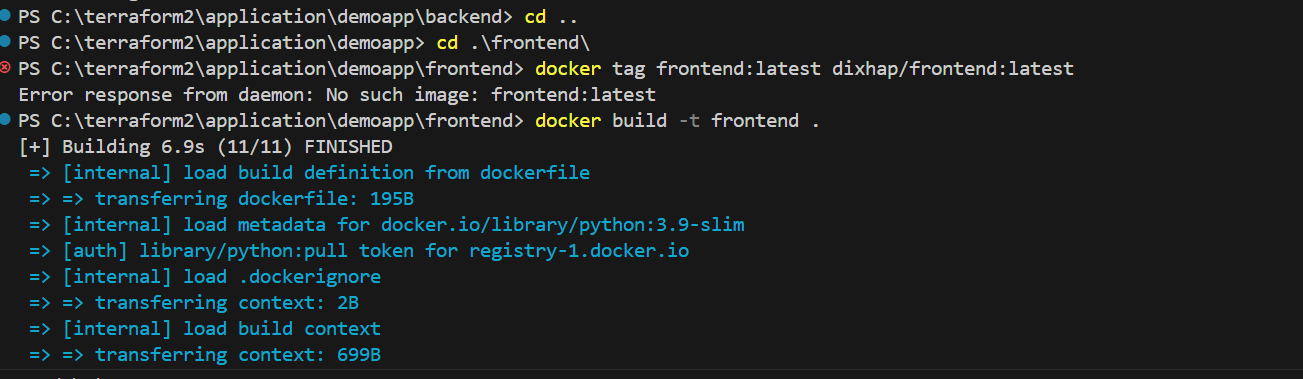 PS C:\terraform2\application\demoapp\backend> cd ..
PS C:\terraform2\application\demoapp> cd .\frontend\
PS C:\terraform2\application\demoapp\frontend> docker tag frontend:latest dixhap/frontend:latest
Error response from daemon: No such image: frontend:latest
PS C:\terraform2\application\demoapp\frontend> docker build -t frontend .
[+] Building 6.9s (11/11) FINISHED
=> [internal] load build definition from dockerfile
=> => transferring dockerfile: 195B
=> [internal] load metadata for docker.io/library/python:3.9-slim
=> [auth] library/python:pull token for registry-1.docker.io
=> [internal] load .dockerignore
=> => transferring context: 2B
=> [internal] load build context
=> => transferring context: 699B